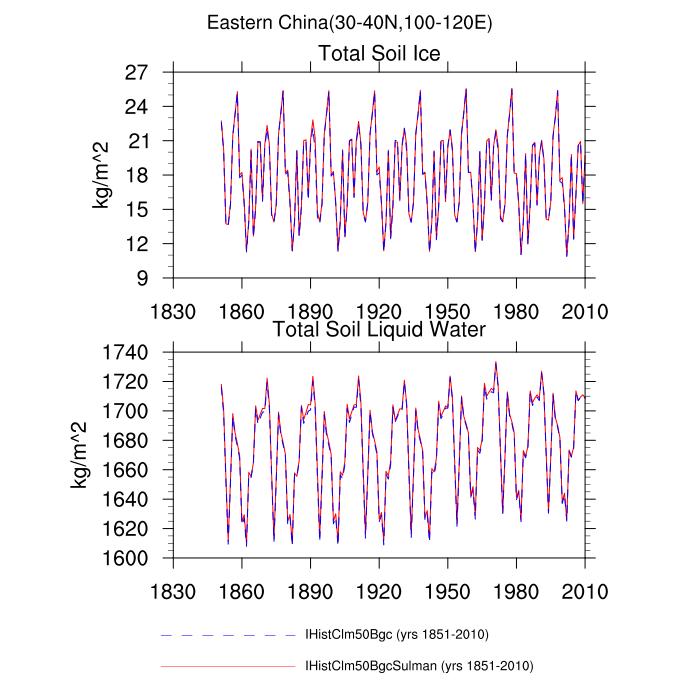 Eastern China(30-40N,100-120E)
Total Soil Ice
27
24
21
18
15
12
9
kg/m^2
1830 1860 1890 1920 1950 1980 2010
Total Soil Liquid Water
1740
1720
1700
1680
1660
1640
1620
1600
kg/m^2
1830 1860 1890 1920 1950 1980 2010
IHistClm50Bgc (yrs 1851-2010)
IHistClm50BgcSulman (yrs 1851-2010)